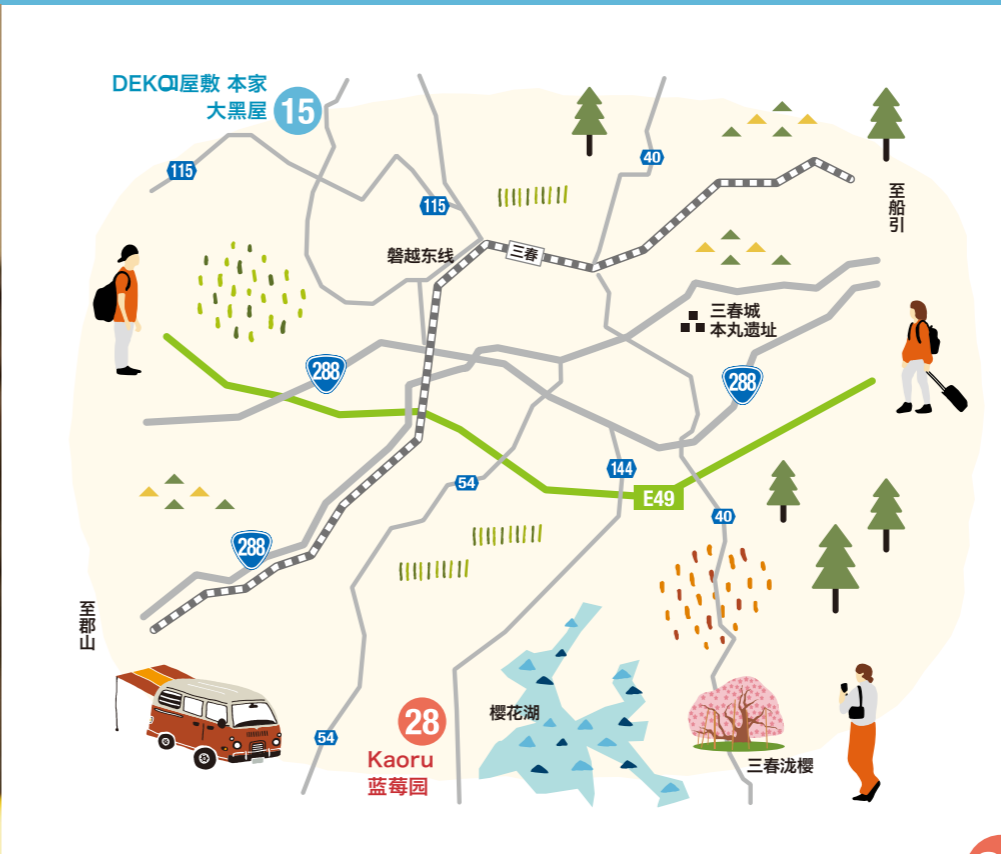 DEKO屋敷 本家
大黑屋
15
115
115
40
至船引
磐越东线
三春
三春城
本丸遗址
288
288
54
144
E49
40
288
至郡山
28
Kaoru
蓝莓园
54
樱花湖
三春泷樱